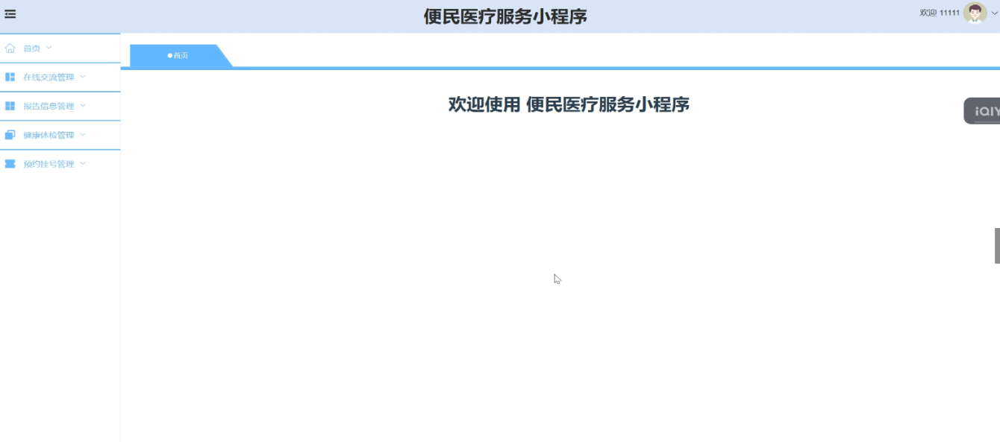 便民医疗服务小程序
欢迎 11111
首页
在线交流管理
报告信息管理
健康体检管理
预约挂号管理
首页
欢迎使用 便民医疗服务小程序
iQIY